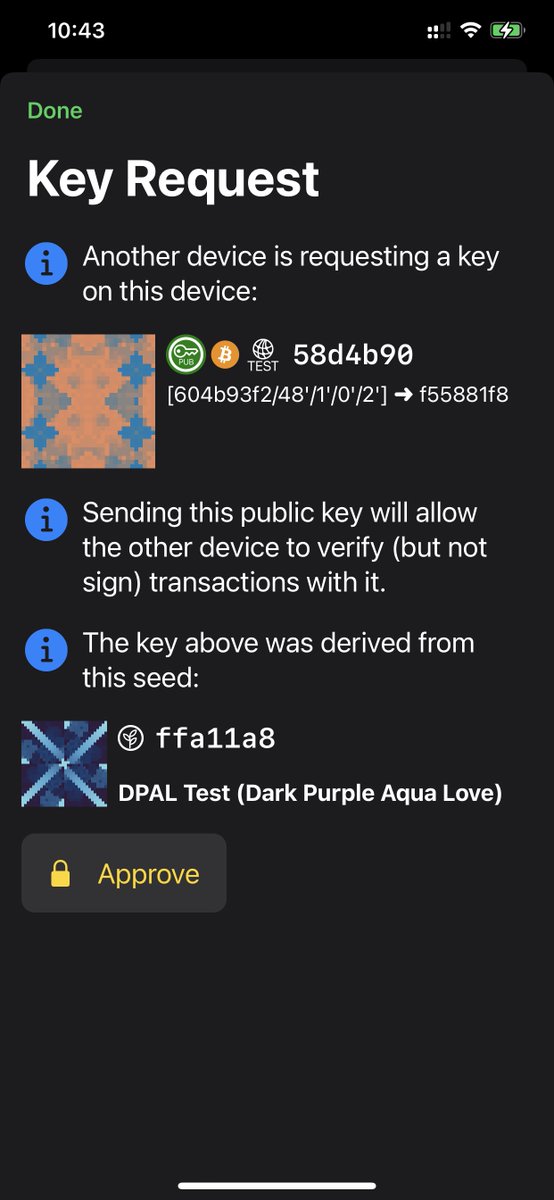 10:43
Done
Key Request
Another device is requesting a key
on this device:
PUB TEST 58d4b90
[604b93f2/48'/1'/0'/2'] ➜ f55881f8
Sending this public key will allow
the other device to verify (but not
sign) transactions with it.
The key above was derived from
this seed:
ffa11a8
DPAL Test (Dark Purple Aqua Love)
Approve